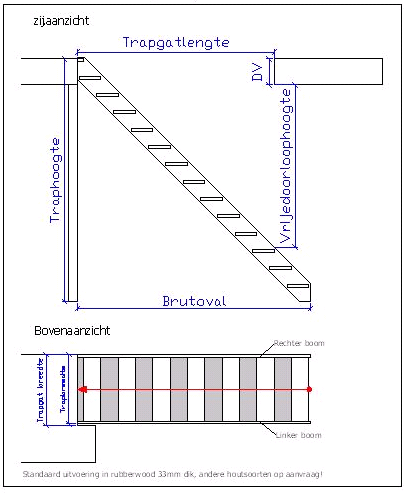 zijaanzicht
Trapgatlengte
DV
Traphoogte
Vrijedoorloophoogte
Brutoval
Bovenaanzicht
Rechter boom
Trapgat breedte
Trapbreedte
Linker boom
Standaard uitvoering in rubberwood 33mm dik, andere houtsoorten op aanvraag!